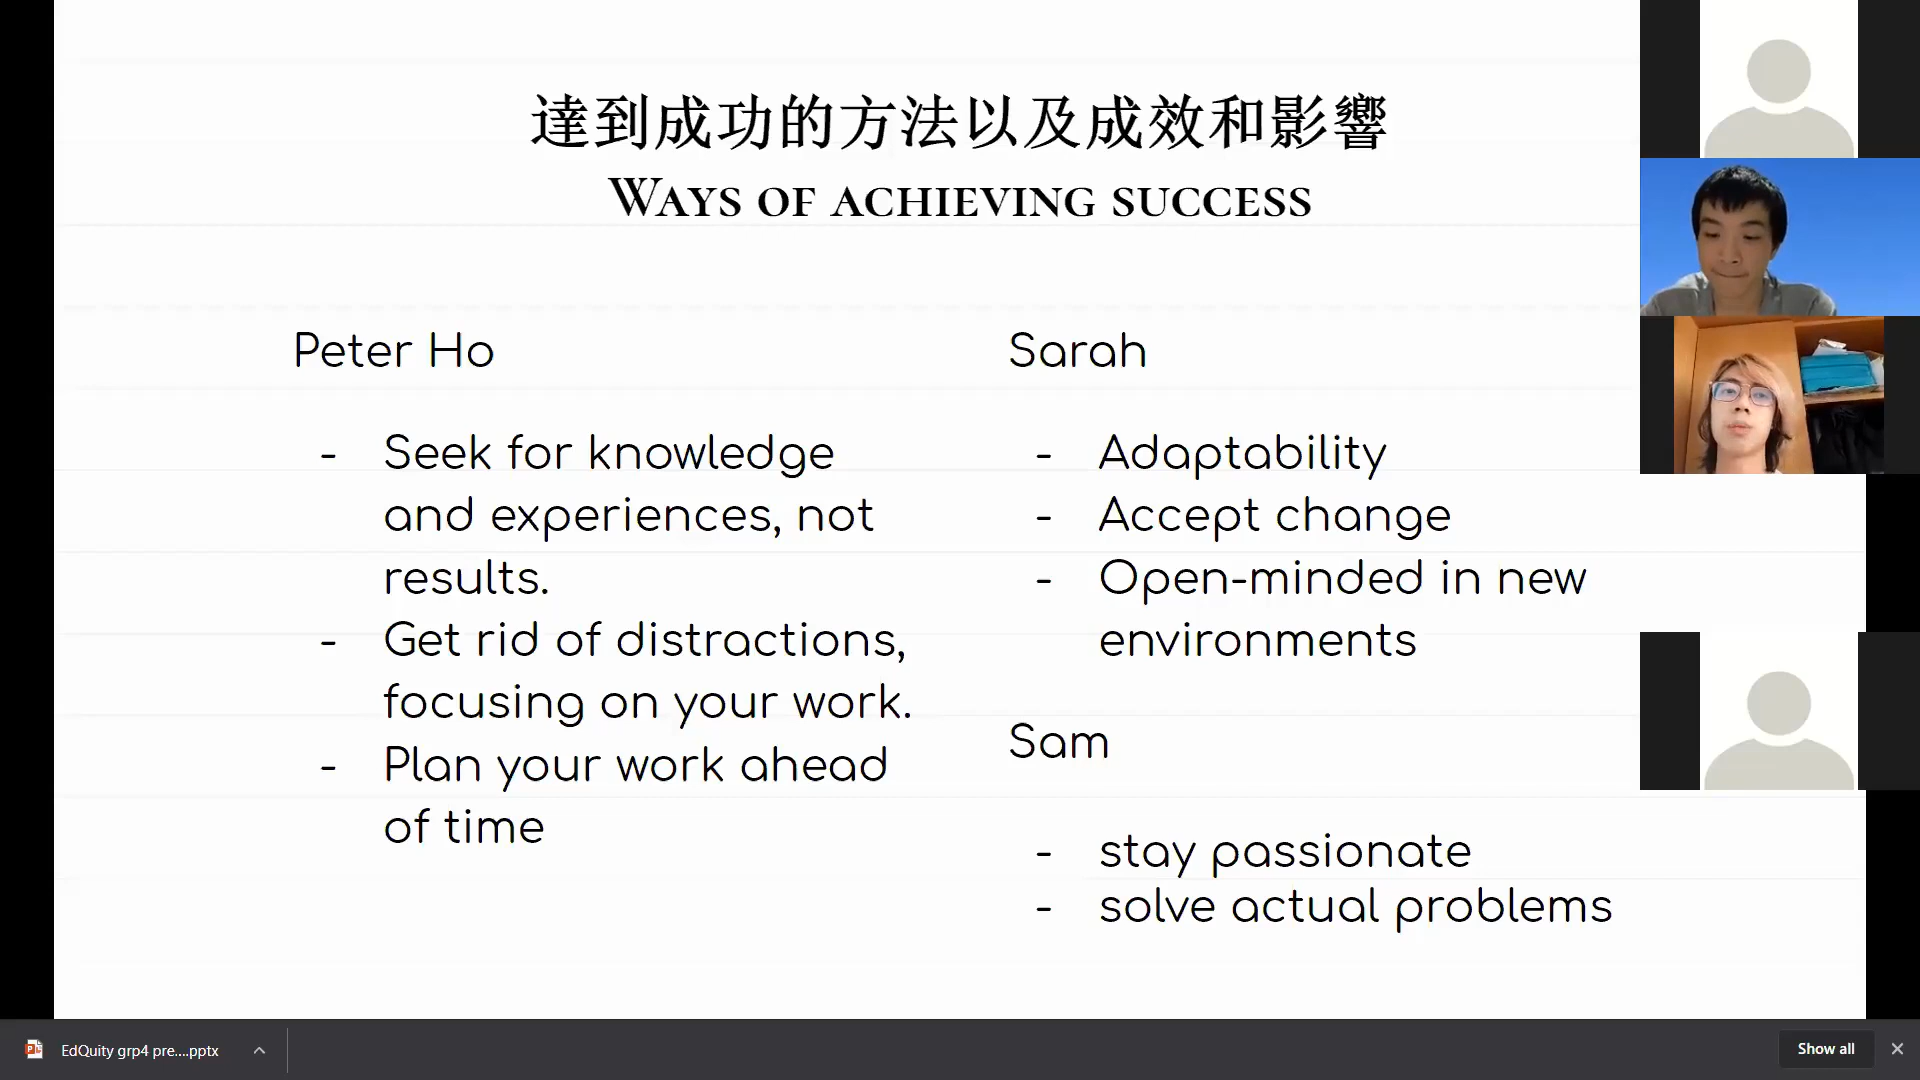 達到成功的方法以及成效和影響
Ways of achieving success
Peter Ho
- Seek for knowledge
and experiences, not
results.
- Get rid of distractions,
focusing on your work.
- Plan your work ahead
of time
Sarah
- Adaptability
- Accept change
- Open-minded in new
environments
Sam
- stay passionate
- solve actual problems
EdQuity grp4 pre....pptx
Show all